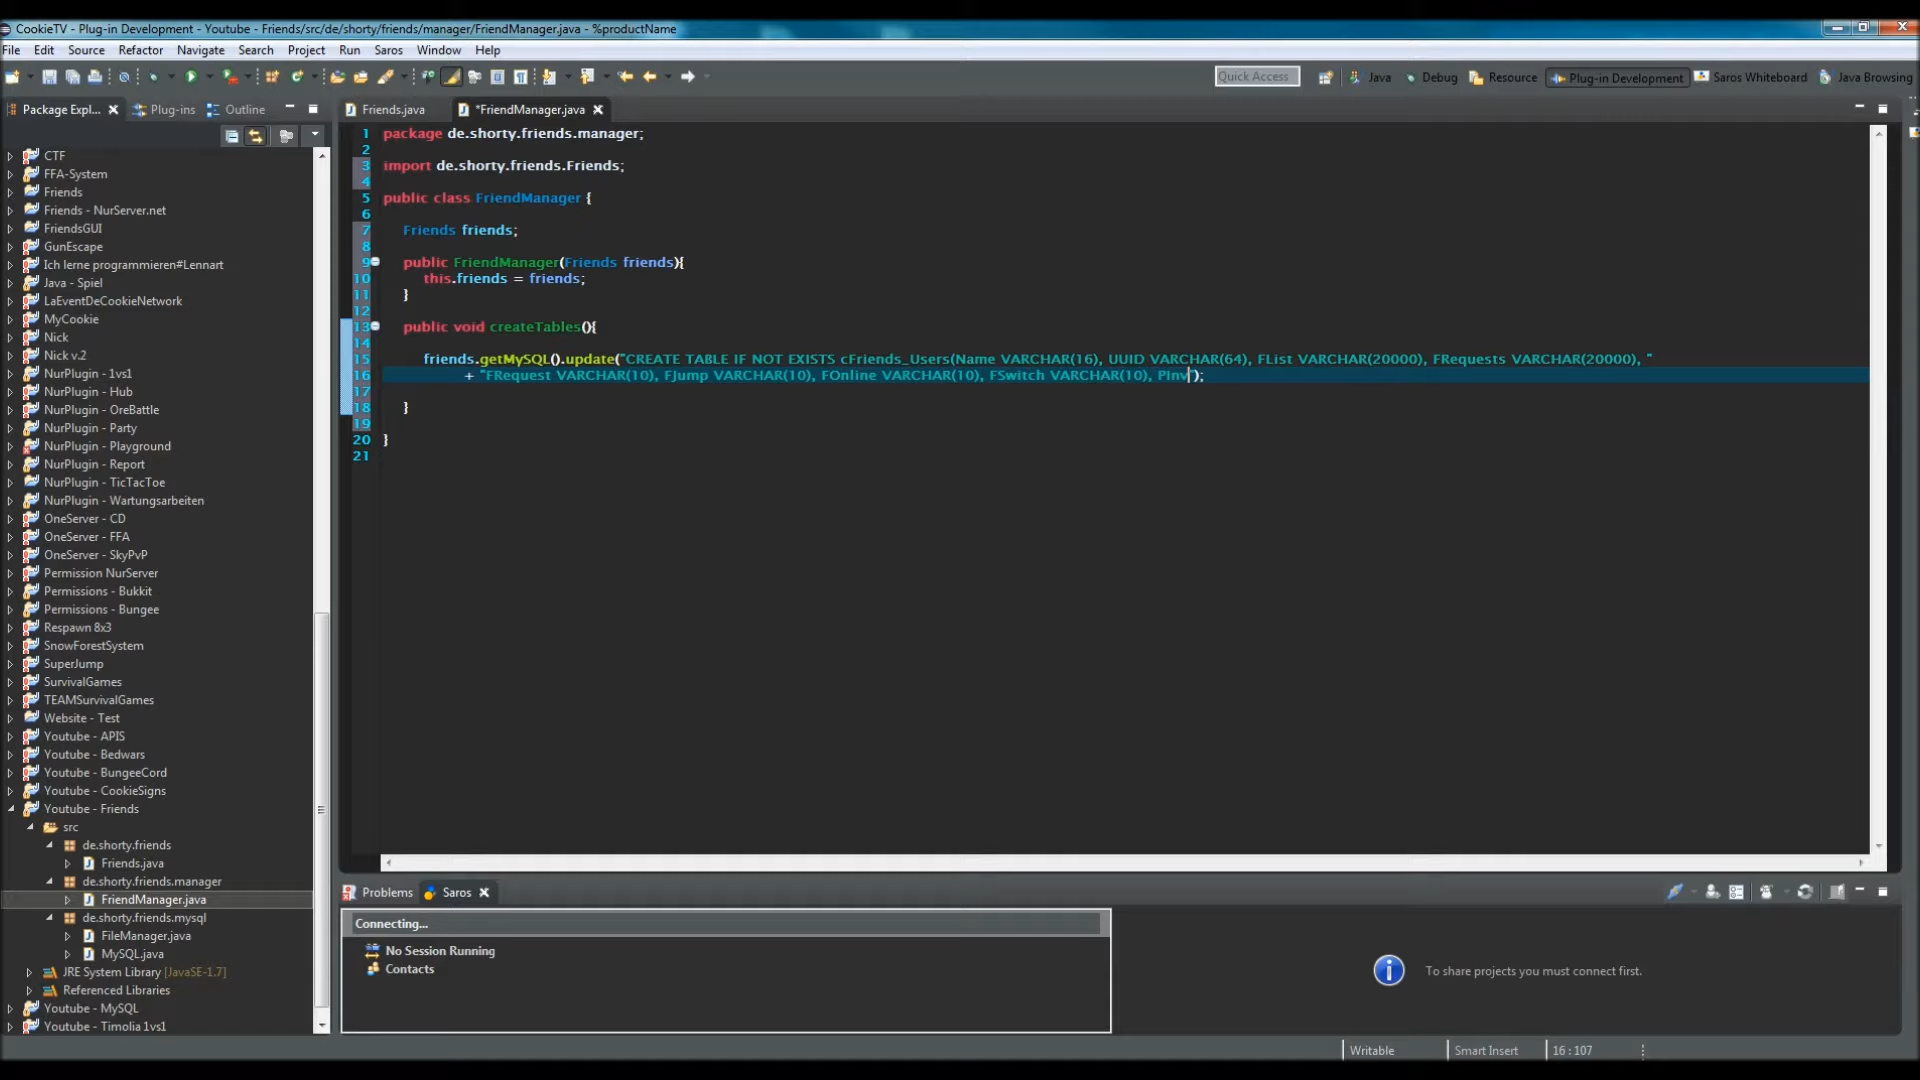 CookieTV - Plug-in Development - Youtube - Friends/src/de/shorty/friends/manager/FriendManager.java - %productName
File Edit Source Refactor Navigate Search Project Run Saros Window Help
Quick Access Java Debug Resource Plug-in Development Saros Whiteboard Java Browsing
Package Expl... Plug-ins Outline
Friends.java *FriendManager.java
CTF
FFA-System
Friends
Friends - NurServer.net
FriendsGUI
GunEscape
Ich lerne programmieren#Lennart
Java - Spiel
LaEventDeCookieNetwork
MyCookie
Nick
Nick v.2
NurPlugin - 1vs1
NurPlugin - Hub
NurPlugin - OreBattle
NurPlugin - Party
NurPlugin - Playground
NurPlugin - Report
NurPlugin - TicTacToe
NurPlugin - Wartungsarbeiten
OneServer - CD
OneServer - FFA
OneServer - SkyPvP
Permission NurServer
Permissions - Bukkit
Permissions - Bungee
Respawn 8x3
SnowForestSystem
SuperJump
SurvivalGames
TEAMSurvivalGames
Website - Test
Youtube - APIS
Youtube - Bedwars
Youtube - BungeeCord
Youtube - CookieSigns
Youtube - Friends
src
de.shorty.friends
Friends.java
de.shorty.friends.manager
FriendManager.java
de.shorty.friends.mysql
FileManager.java
MySQL.java
JRE System Library [JavaSE-1.7]
Referenced Libraries
Youtube - MySQL
Youtube - Timolia 1vs1
1 package de.shorty.friends.manager;
2
3 import de.shorty.friends.Friends;
4
5 public class FriendManager {
6
7 Friends friends;
8
9 public FriendManager(Friends friends){
10 this.friends = friends;
11 }
12
13 public void createTables(){
14
15 friends.getMySQL().update("CREATE TABLE IF NOT EXISTS cFriends_Users(Name VARCHAR(16), UUID VARCHAR(64), FList VARCHAR(20000), FRequests VARCHAR(20000), "
16 + "FRequest VARCHAR(10), FJump VARCHAR(10), FOnline VARCHAR(10), FSwitch VARCHAR(10), PInv");
17
18 }
19
20 }
21
Problems Saros
Connecting...
No Session Running
Contacts
To share projects you must connect first.
Writable Smart Insert 16 : 107